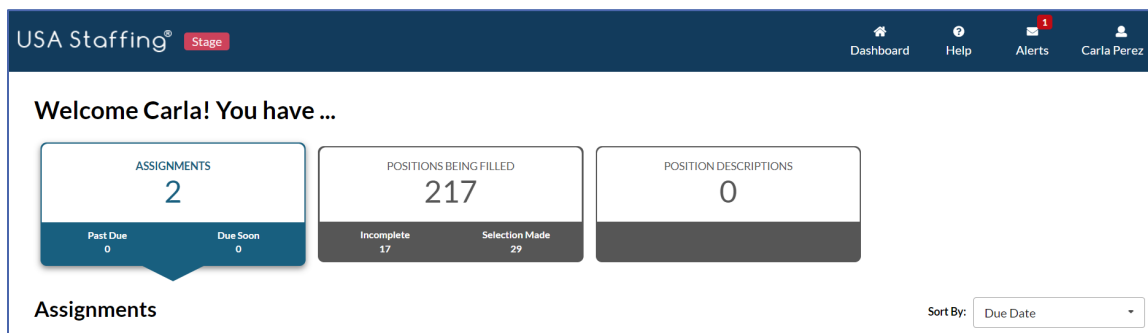 USA Staffing® Stage
1
Dashboard Help Alerts Carla Perez
Welcome Carla! You have ...
ASSIGNMENTS
2
Past Due Due Soon
0 0
POSITIONS BEING FILLED
217
Incomplete Selection Made
17 29
POSITION DESCRIPTIONS
0
Assignments
Sort By: Due Date